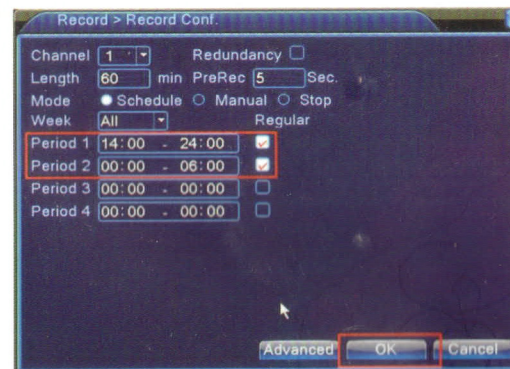 Record > Record Conf.
Channel 1 Redundancy
Length 60 min PreRec 5 Sec.
Mode Schedule Manual Stop
Week All Regular
Period 1 14:00 - 24:00
Period 2 00:00 - 06:00
Period 3 00:00 - 00:00
Period 4 00:00 - 00:00
Advanced OK Cancel